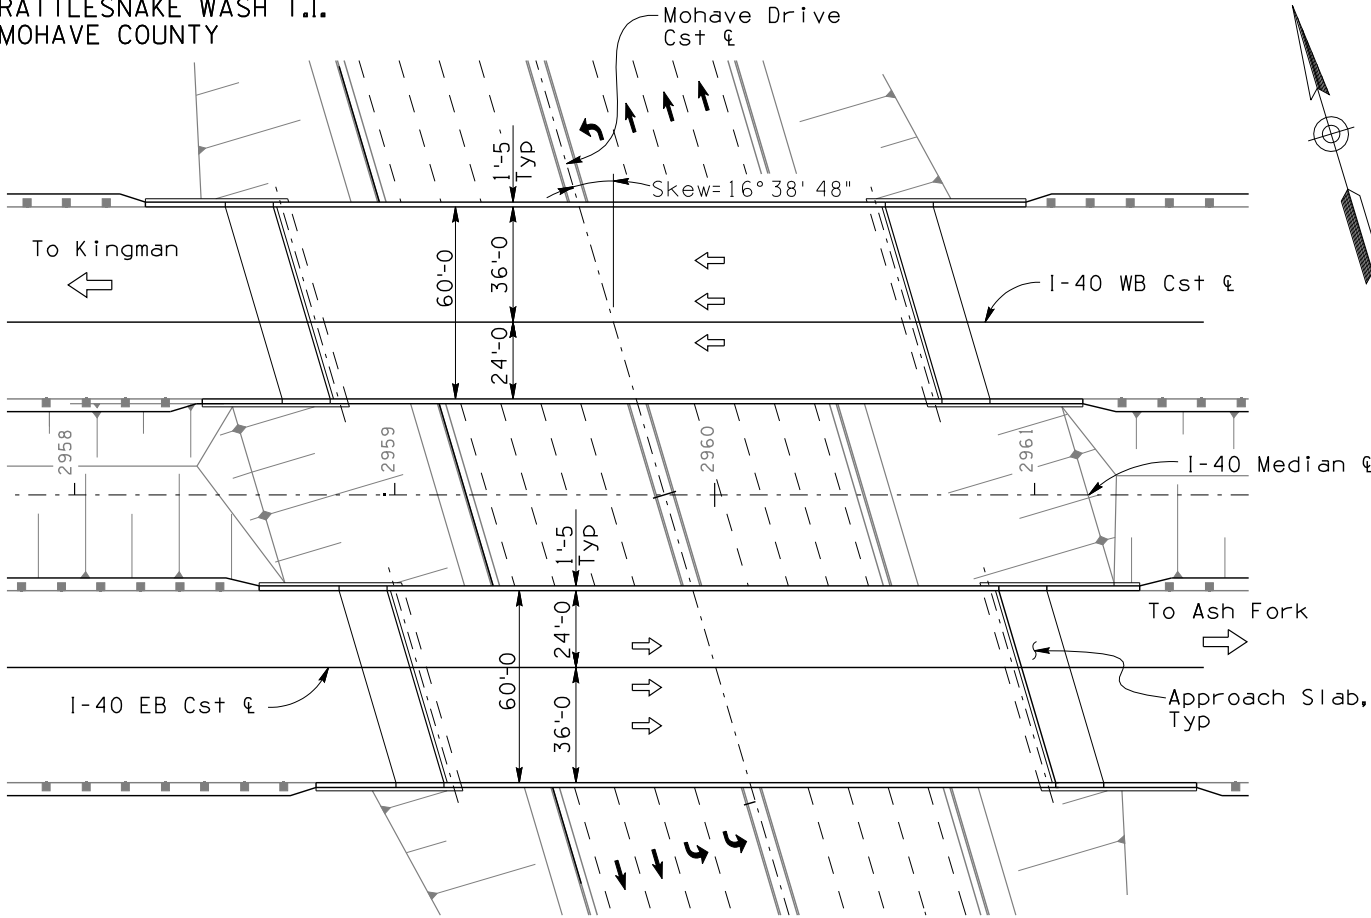 RATTLESNAKE WASH T.I.
MOHAVE COUNTY
Mohave Drive
Cst ℄
1'-5
Typ
Skew=16°38'48"
To Kingman
60'-0
36'-0
24'-0
I-40 WB Cst ℄
2958
2959
2960
2961
I-40 Median ℄
1'-5
Typ
To Ash Fork
60'-0
24'-0
36'-0
I-40 EB Cst ℄
Approach Slab,
Typ